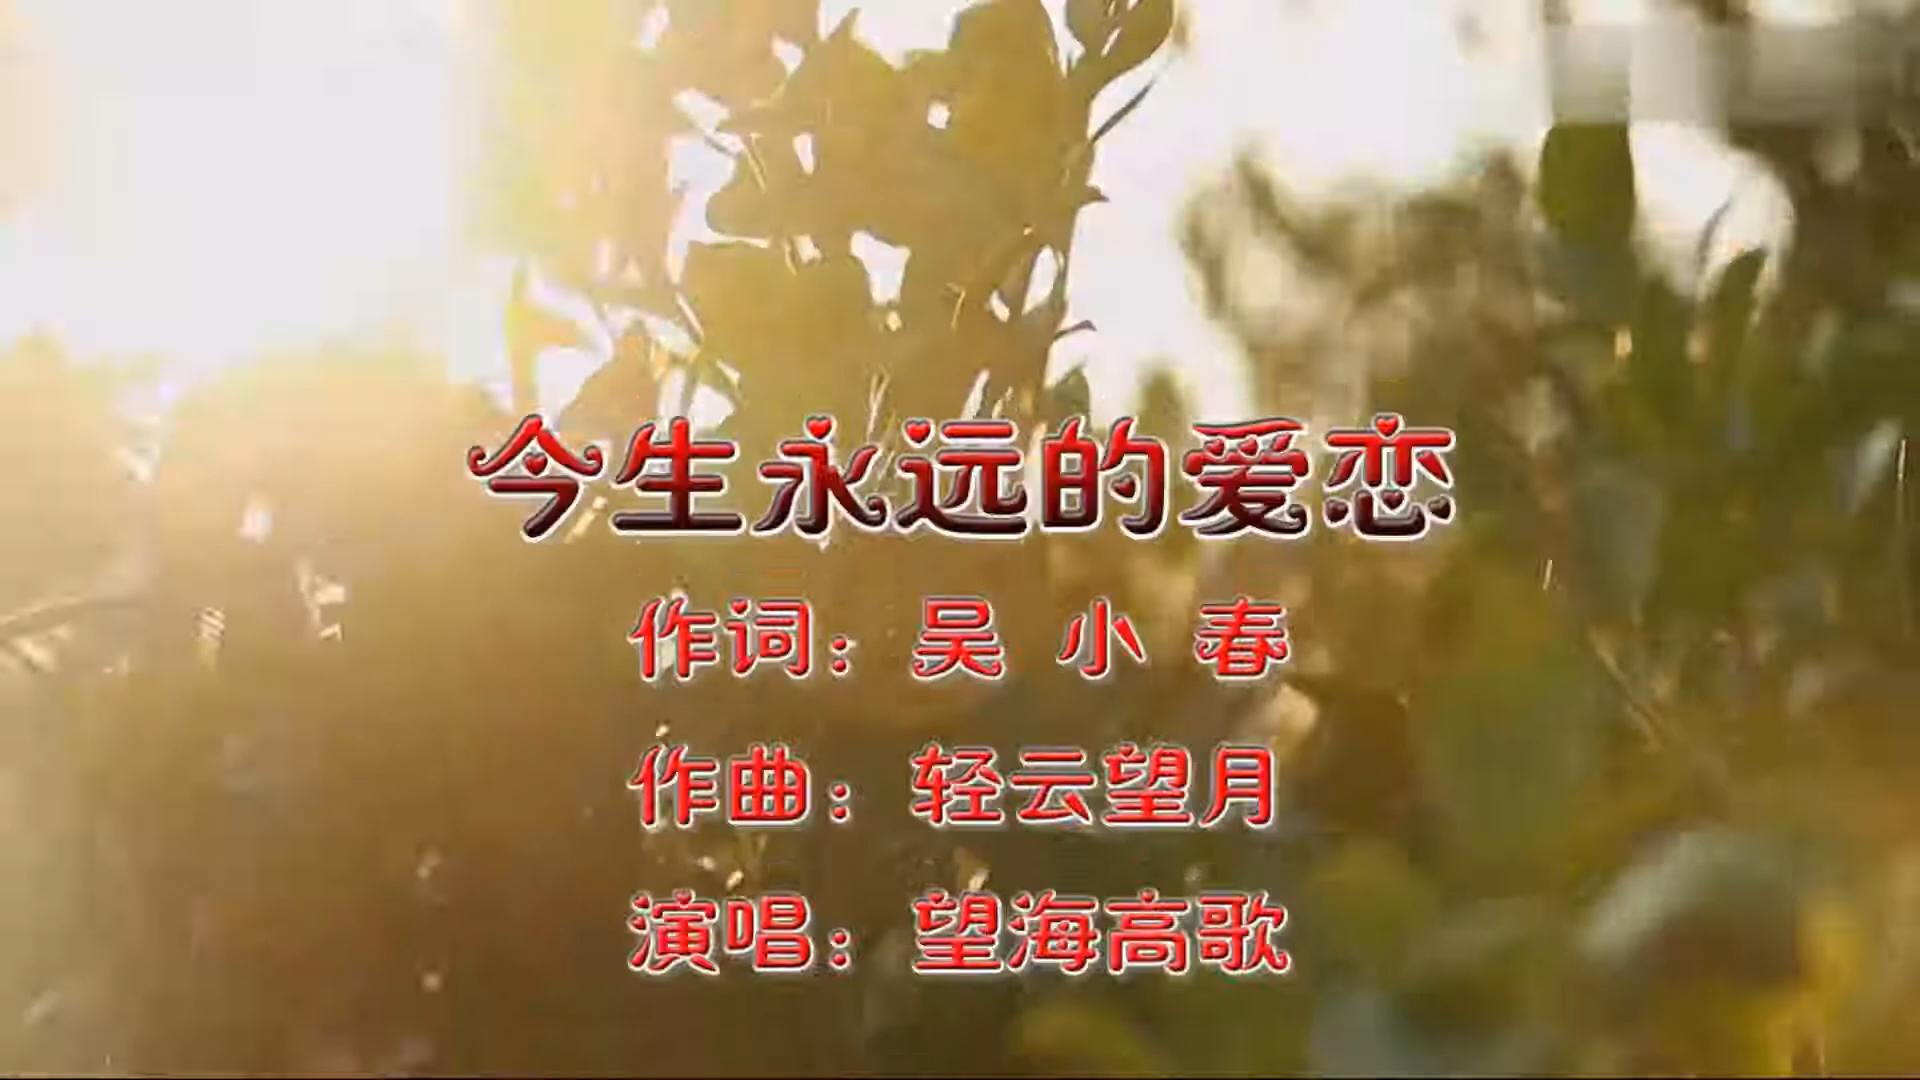 今生永远的爱恋
作词：吴 小 春
作曲：轻云望月
演唱：望海高歌